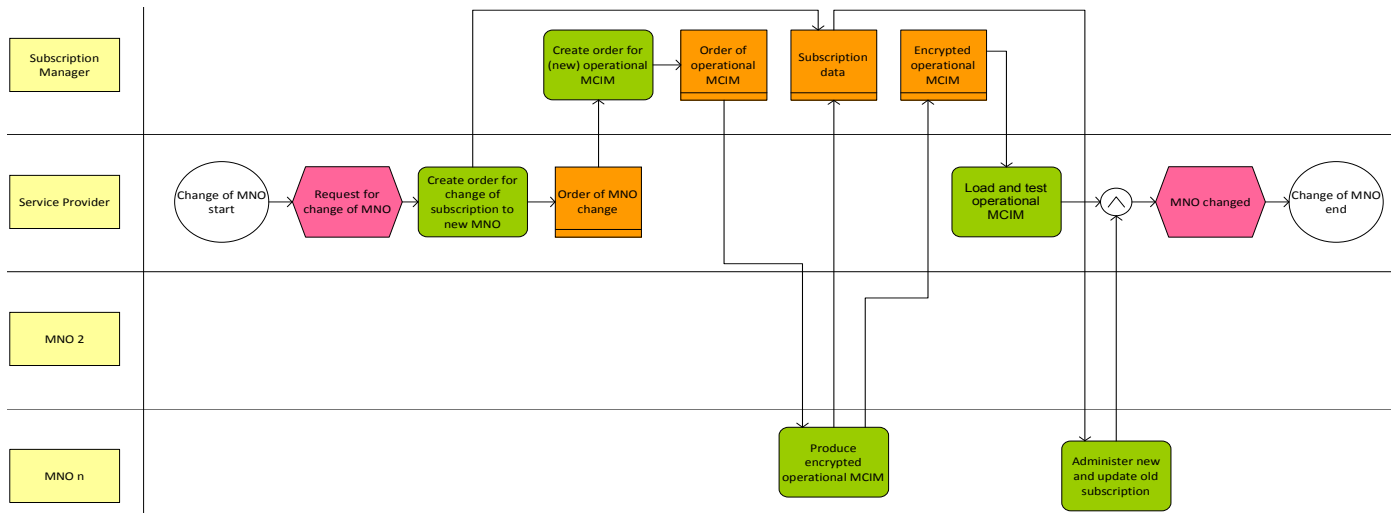 Subscription
Manager
Create order for
(new) operational
MCIM
Order of
operational
MCIM
Subscription
data
Encrypted
operational
MCIM
Service Provider
Change of MNO
start
Request for
change of MNO
Create order for
change of
subscription to
new MNO
Order of MNO
change
Load and test
operational
MCIM
MNO changed
Change of MNO
end
MNO 2
MNO n
Produce
encrypted
operational MCIM
Administer new
and update old
subscription